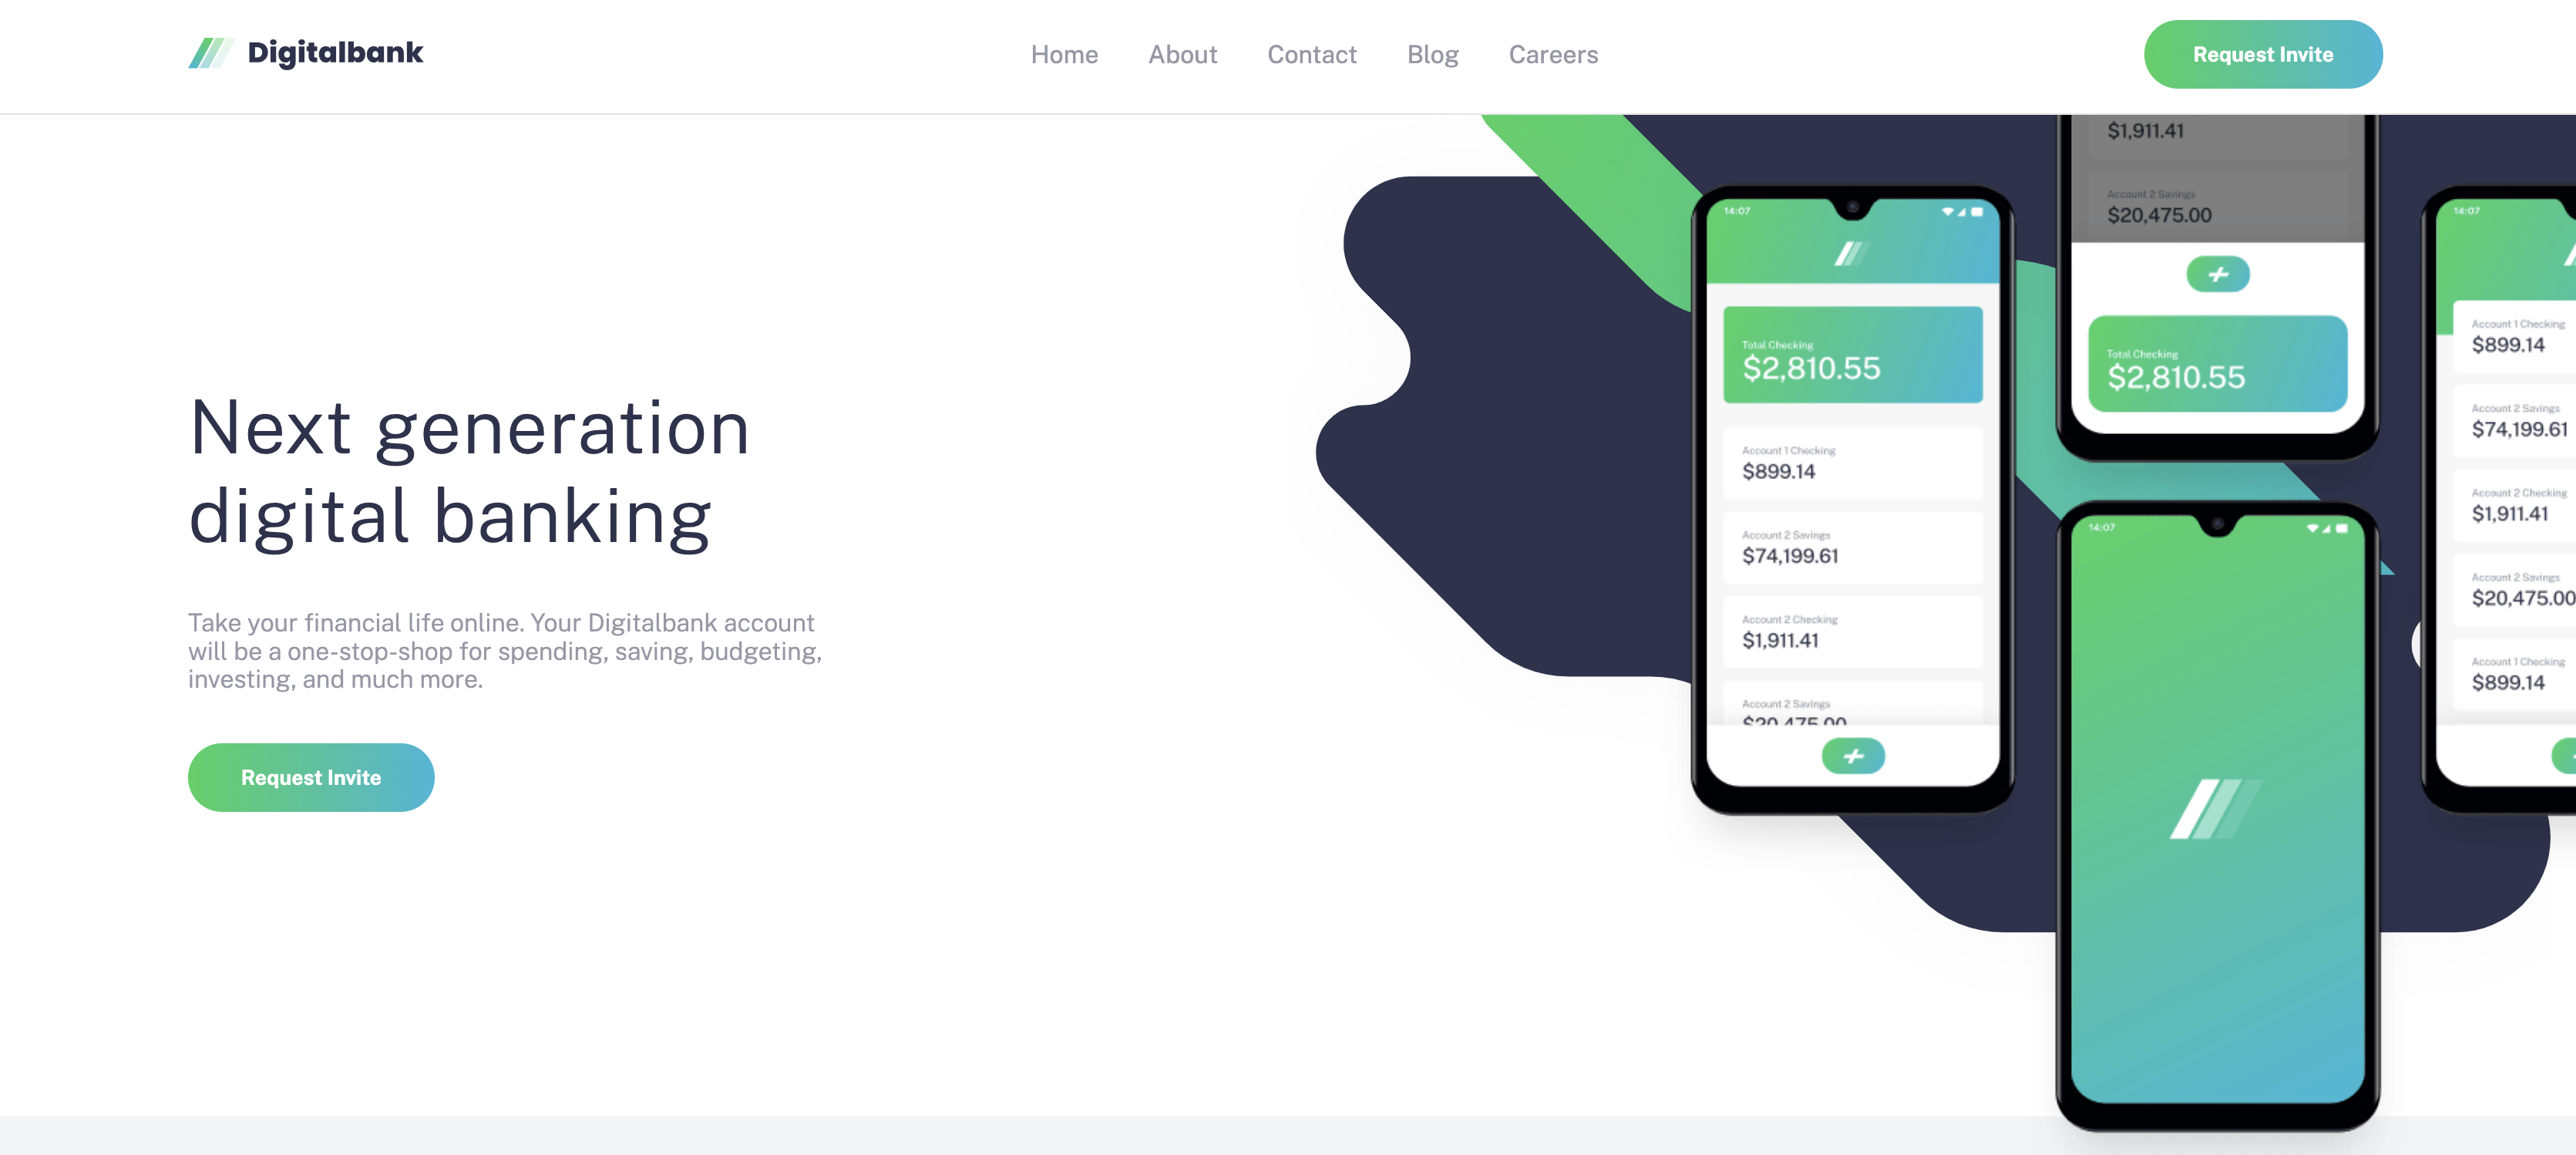 Digitalbank
Home
About
Contact
Blog
Careers
Request Invite
Next generation
digital banking
Take your financial life online. Your Digitalbank account
will be a one-stop-shop for spending, saving, budgeting,
investing, and much more.
Request Invite
14:07
Total Checking
$2,810.55
Account 1 Checking
$899.14
Account 2 Savings
$74,199.61
Account 2 Checking
$1,911.41
Account 2 Savings
$20,475.00
$1,911.41
Account 2 Savings
$20,475.00
Total Checking
$2,810.55
14:07
14:07
Account 1 Checking
$899.14
Account 2 Savings
$74,199.61
Account 2 Checking
$1,911.41
Account 2 Savings
$20,475.00
Account 1 Checking
$899.14